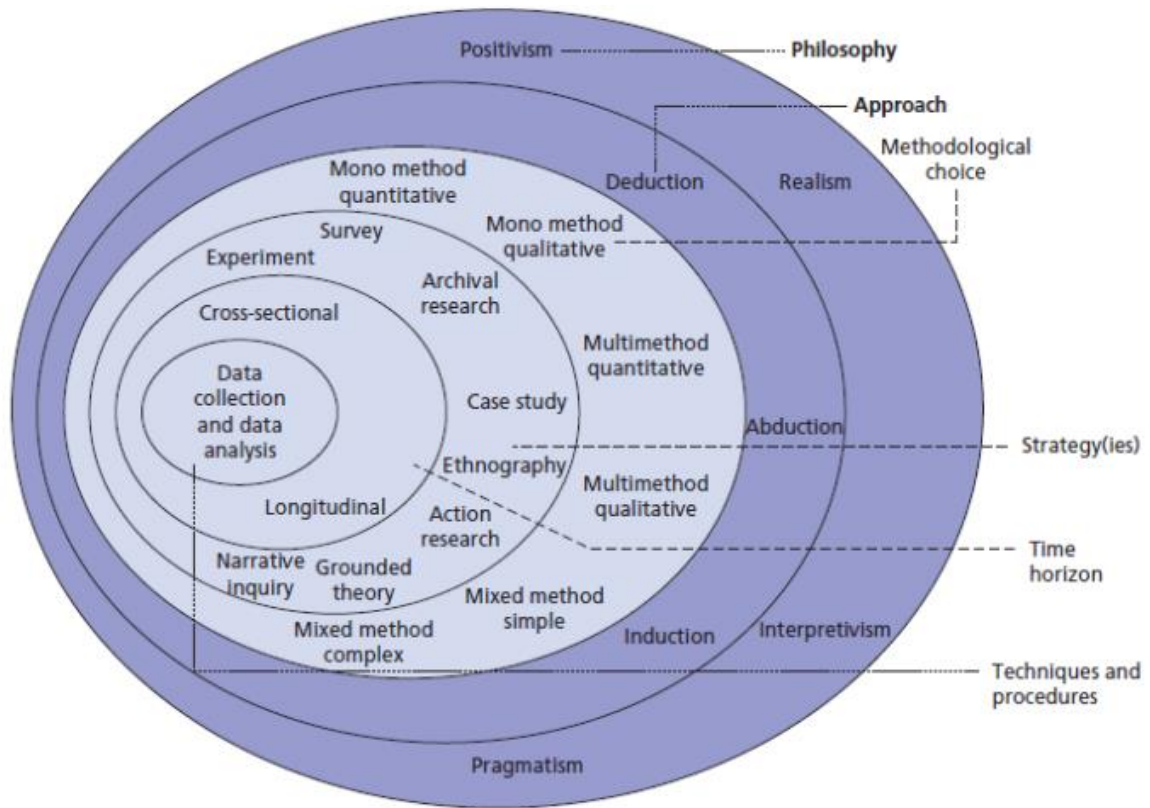 Positivism
Philosophy
Approach
Methodological
choice
Mono method
quantitative
Deduction
Realism
Survey
Mono method
qualitative
Experiment
Archival
research
Cross-sectional
Multimethod
quantitative
Data
collection
and data
analysis
Case study
Abduction
Strategy(ies)
Ethnography
Multimethod
qualitative
Longitudinal
Action
research
Time
horizon
Narrative
inquiry
Grounded
theory
Mixed method
simple
Mixed method
complex
Induction
Interpretivism
Techniques and
procedures
Pragmatism